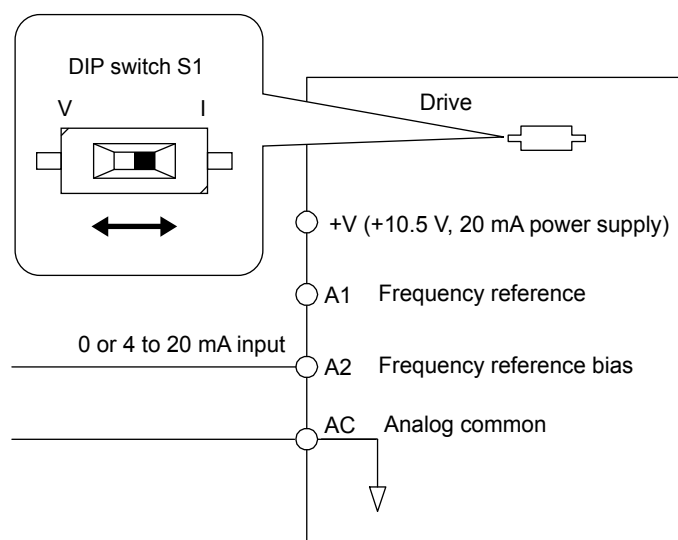 DIP switch S1
V I
Drive
+V (+10.5 V, 20 mA power supply)
A1 Frequency reference
0 or 4 to 20 mA input
A2 Frequency reference bias
AC Analog common